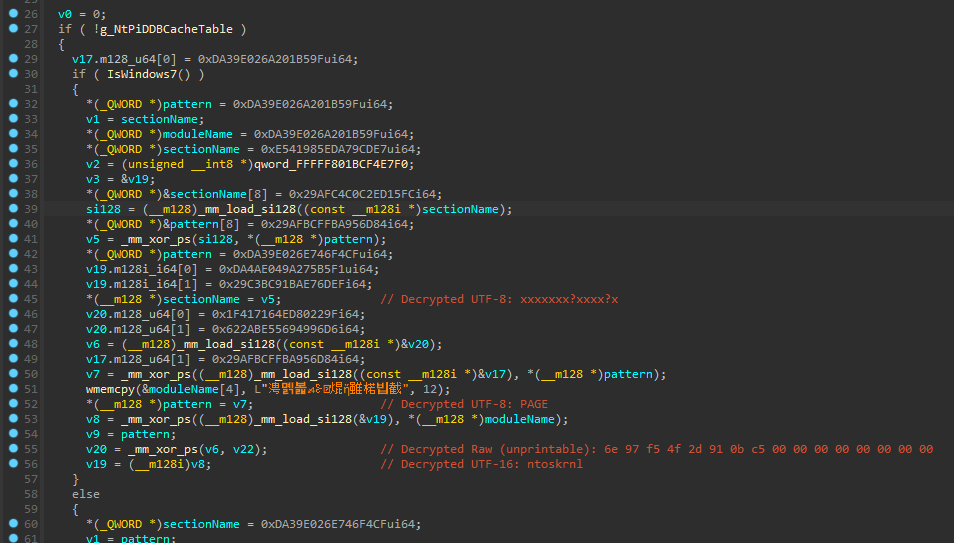 26 v0 = 0;
27 if ( !g_NtPiDDBCacheTable )
28 {
29 v17.m128_u64[0] = 0xDA39E026A201B59Fui64;
30 if ( IsWindows7() )
31 {
32 *(_QWORD *)pattern = 0xDA39E026A201B59Fui64;
33 v1 = sectionName;
34 *(_QWORD *)moduleName = 0xDA39E026A201B59Fui64;
35 *(_QWORD *)sectionName = 0xE541985EDA79CDE7ui64;
36 v2 = (unsigned __int8 *)qword_FFFFF801BCF4E7F0;
37 v3 = &v19;
38 *(_QWORD *)&sectionName[8] = 0x29AFC4C0C2ED15FCi64;
39 si128 = (__m128)_mm_load_si128((const __m128i *)sectionName);
40 *(_QWORD *)&pattern[8] = 0x29AFBCFFBA956D84i64;
41 v5 = _mm_xor_ps(si128, *(__m128 *)pattern);
42 *(_QWORD *)pattern = 0xDA39E026E746F4CFui64;
43 v19.m128i_i64[0] = 0xDA4AE049A275B5F1ui64;
44 v19.m128i_i64[1] = 0x29C3BC91BAE76DEFi64;
45 *(__m128 *)sectionName = v5; // Decrypted UTF-8: xxxxxxx?xxxx?x
46 v20.m128_u64[0] = 0x1F417164ED80229Fi64;
47 v20.m128_u64[1] = 0x622ABE55694996D6i64;
48 v6 = (__m128)_mm_load_si128((const __m128i *)&v20);
49 v17.m128_u64[1] = 0x29AFBCFFBA956D84i64;
50 v7 = _mm_xor_ps((__m128)_mm_load_si128((const __m128i *)&v17), *(__m128 *)pattern);
51 wmemcpy(&moduleName[4], L" ", 12);
52 *(__m128 *)pattern = v7; // Decrypted UTF-8: PAGE
53 v8 = _mm_xor_ps((__m128)_mm_load_si128(&v19), *(__m128 *)moduleName);
54 v9 = pattern;
55 v20 = _mm_xor_ps(v6, v22); // Decrypted Raw (unprintable): 6e 97 f5 4f 2d 91 0b c5 00 00 00 00 00 00 00 00
56 v19 = (__m128i)v8; // Decrypted UTF-16: ntoskrnl
57 }
58 else
59 {
60 *(_QWORD *)sectionName = 0xDA39E026E746F4CFui64;
61 v1 = pattern;